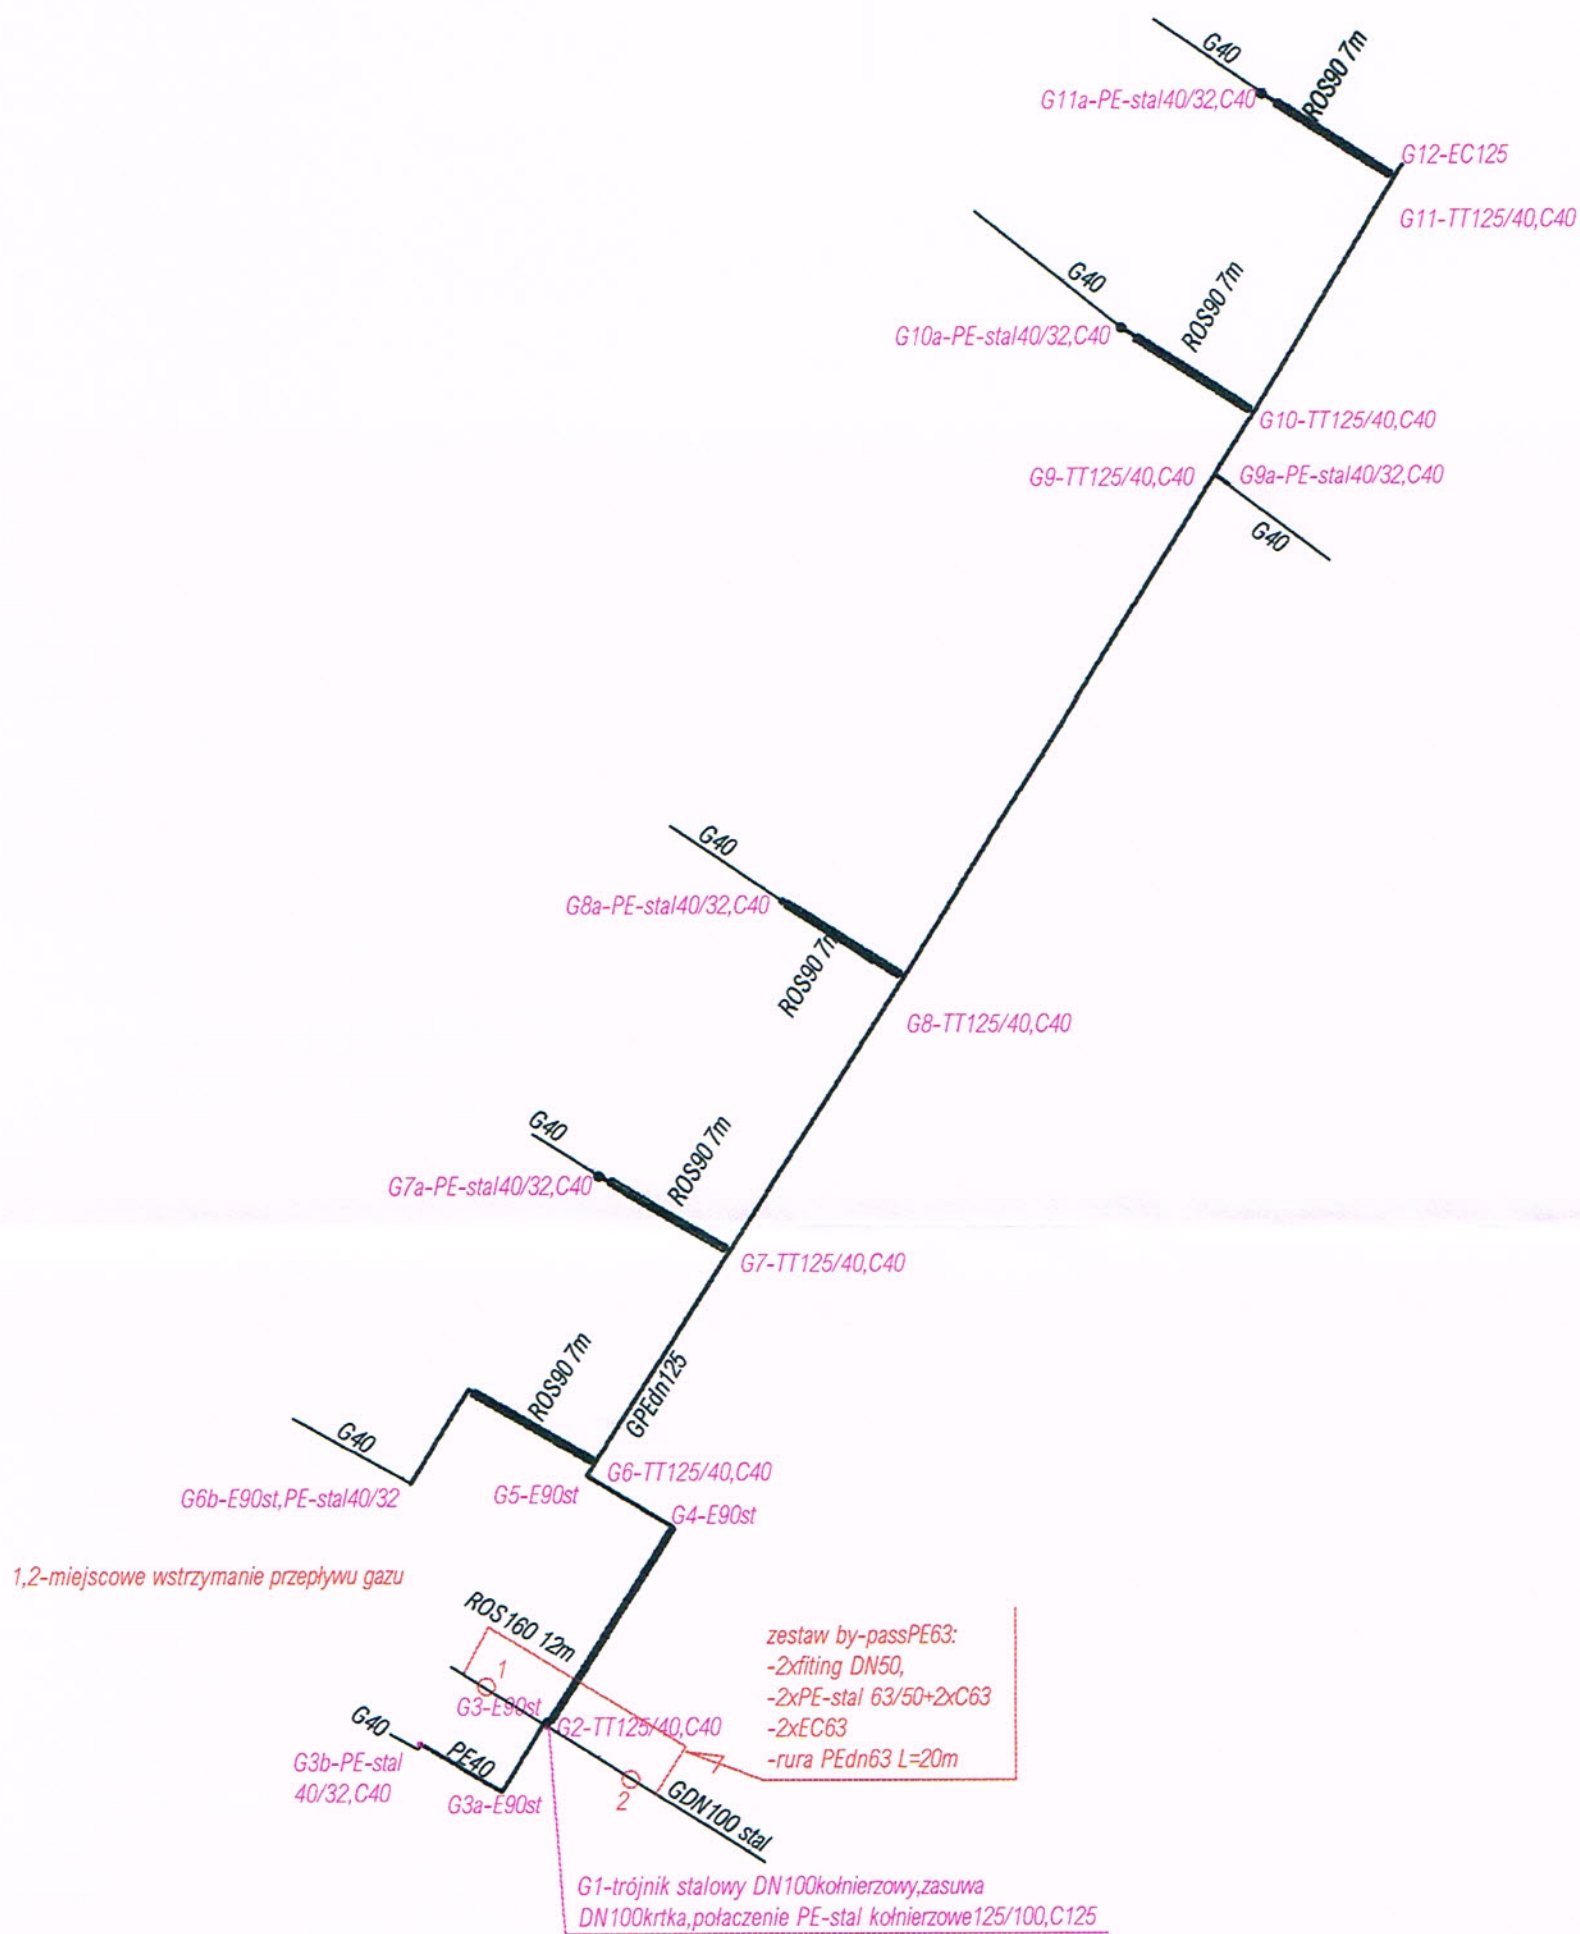 G40
ROS90 7m
G11a-PE-stal40/32,C40
G12-EC125
G11-TT125/40,C40
G40
ROS90 7m
G10a-PE-stal40/32,C40
G10-TT125/40,C40
G9-TT125/40,C40
G9a-PE-stal40/32,C40
G40
G40
G8a-PE-stal40/32,C40
ROS90 7m
G8-TT125/40,C40
G40
ROS90 7m
G7a-PE-stal40/32,C40
G7-TT125/40,C40
ROS90 7m
GPEdn125
G40
G6-TT125/40,C40
G6b-E90st,PE-stal40/32
G5-E90st
G4-E90st
1,2-miejscowe wstrzymanie przepływu gazu
ROS160 12m
zestaw by-passPE63:
-2xfiting DN50,
-2xPE-stal 63/50+2xC63
-2xEC63
-rura PEdn63 L=20m
1
G3-E90st
G2-TT125/40,C40
G40
PE40
G3b-PE-stal
40/32,C40
G3a-E90st
2
GDN100 stal
G1-trójnik stalowy DN100kołnierzowy,zasuwa
DN100krtka,połaczenie PE-stal kołnierzowe125/100,C125